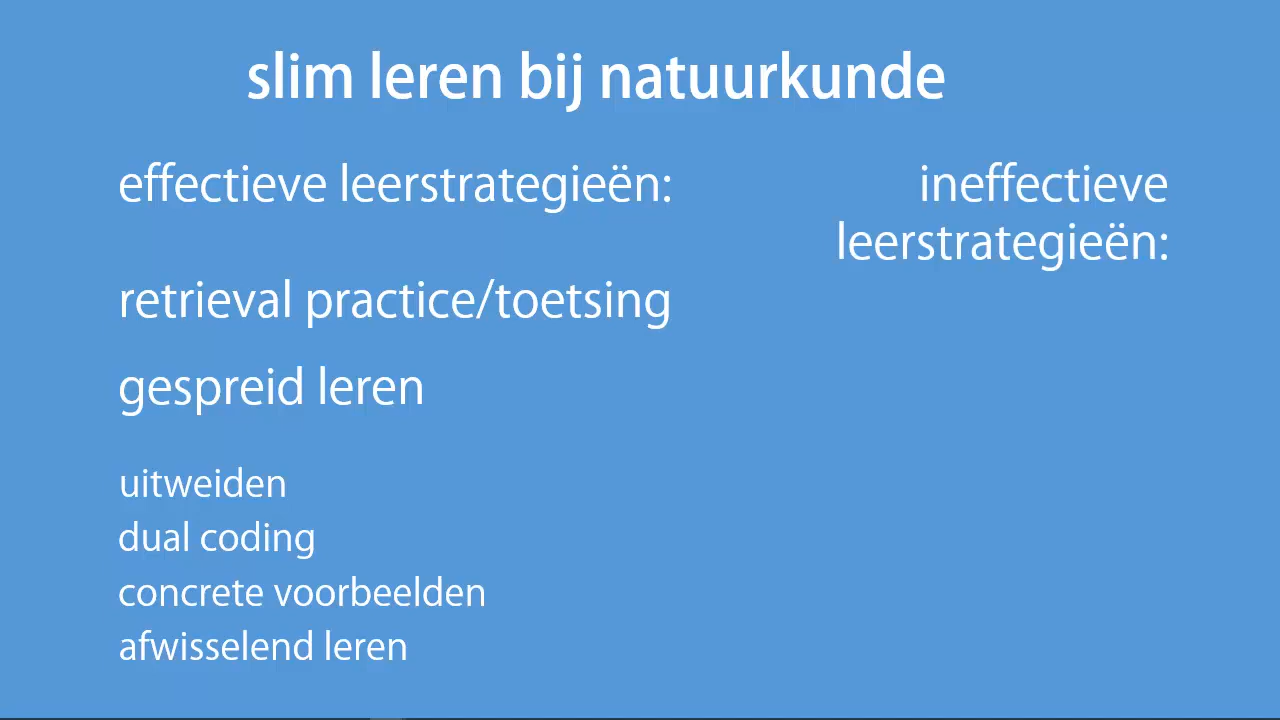 slim leren bij natuurkunde
effectieve leerstrategieën:
retrieval practice/toetsing
gespreid leren
uitweiden
dual coding
concrete voorbeelden
afwisselend leren
ineffectieve
leerstrategieën: